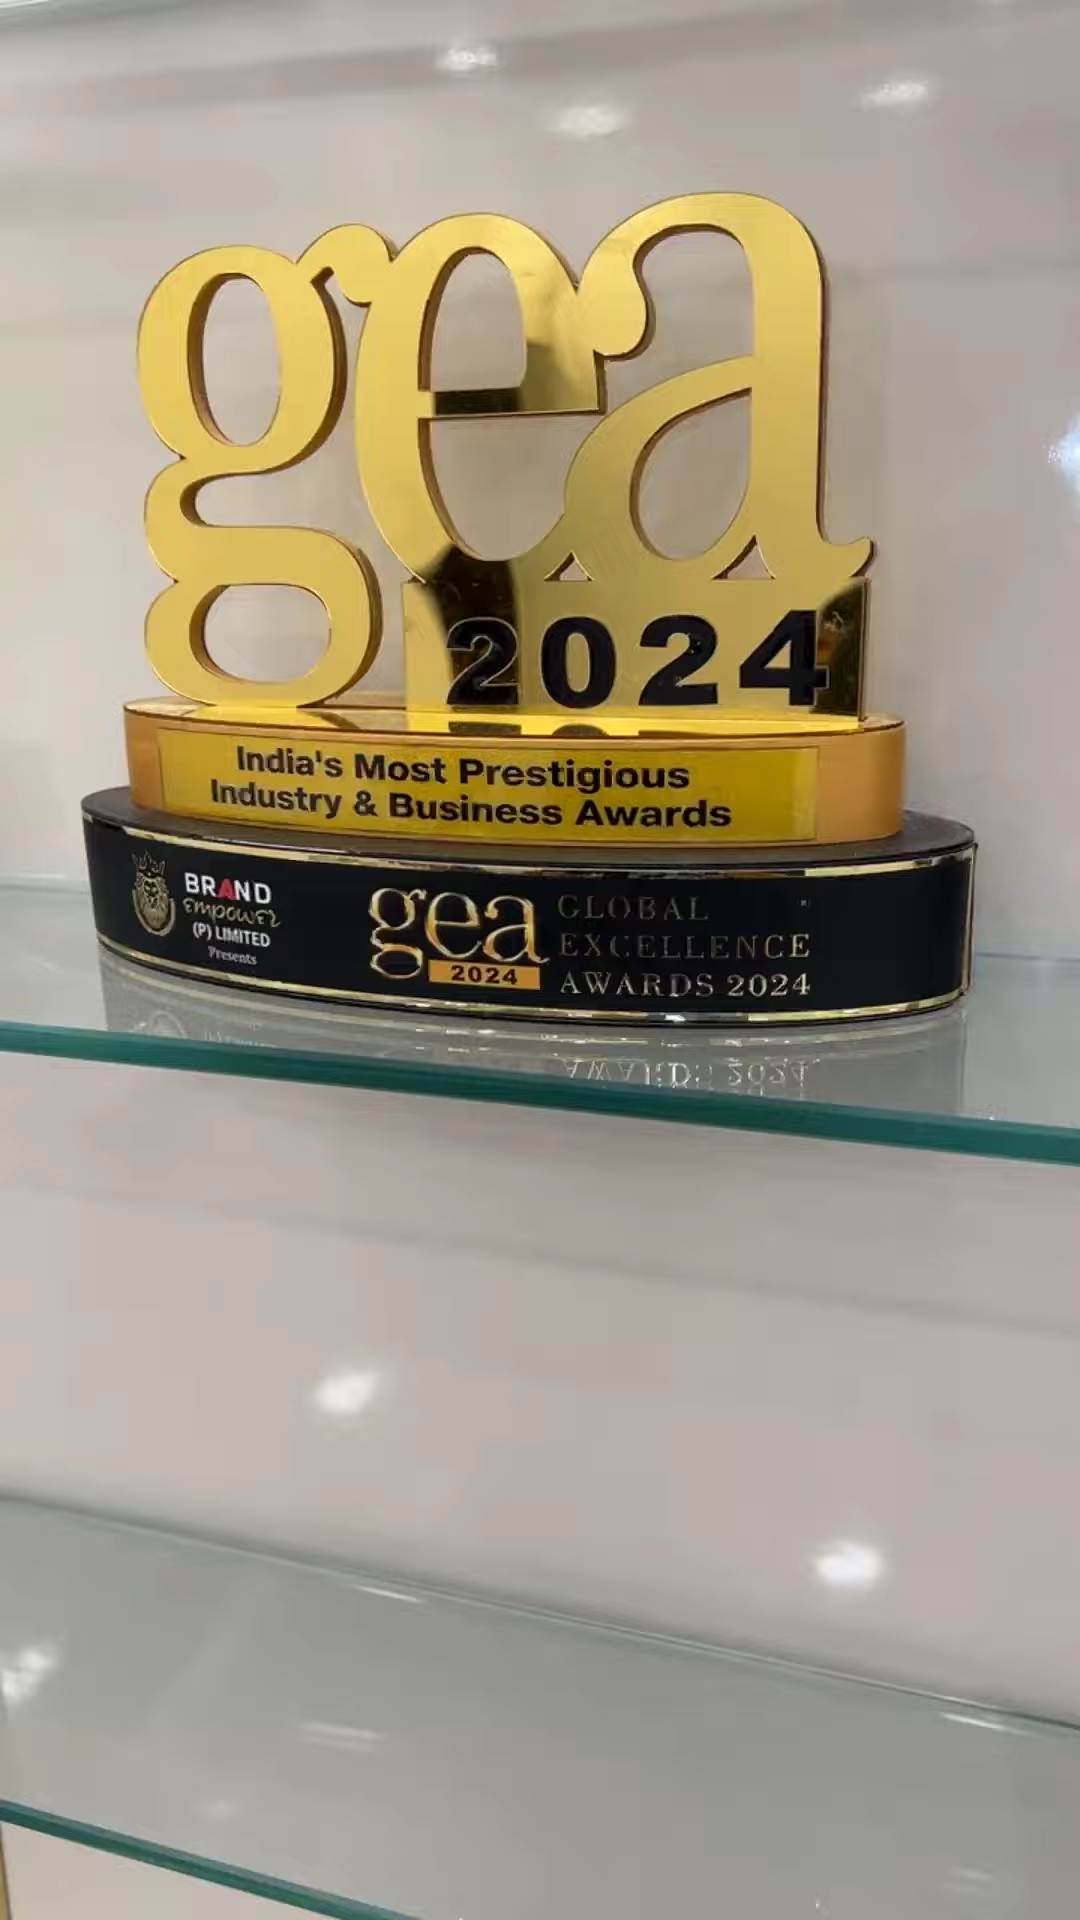 gea
2024
India's Most Prestigious
Industry & Business Awards
BRAND
empower
(P) LIMITED
Presents
gea
2024
GLOBAL
EXCELLENCE
AWARDS 2024